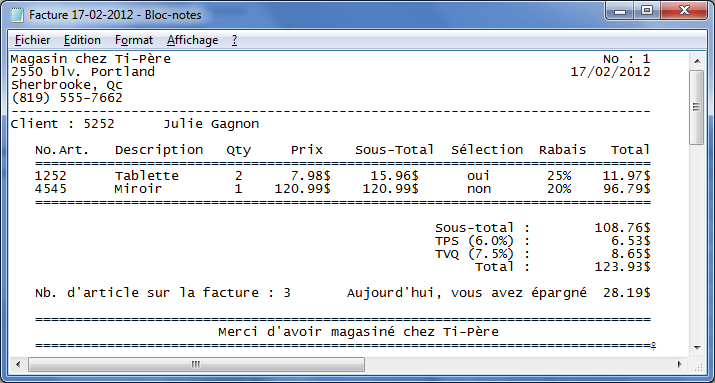 Facture 17-02-2012 - Bloc-notes
Fichier Edition Format Affichage ?
Magasin chez Ti-Père No : 1
2550 blv. Portland 17/02/2012
Sherbrooke, Qc
(819) 555-7662
--------------------------------------------------------------------------------
Client : 5252 Julie Gagnon
No.Art. Description Qty Prix Sous-Total Sélection Rabais Total
=============================================================================
1252 Tablette 2 7.98$ 15.96$ oui 25% 11.97$
4545 Miroir 1 120.99$ 120.99$ non 20% 96.79$
=============================================================================
Sous-total : 108.76$
TPS (6.0%) : 6.53$
TVQ (7.5%) : 8.65$
Total : 123.93$
Nb. d'article sur la facture : 3 Aujourd'hui, vous avez épargné 28.19$
=============================================================================
Merci d'avoir magasiné chez Ti-Père
=============================================================================♀